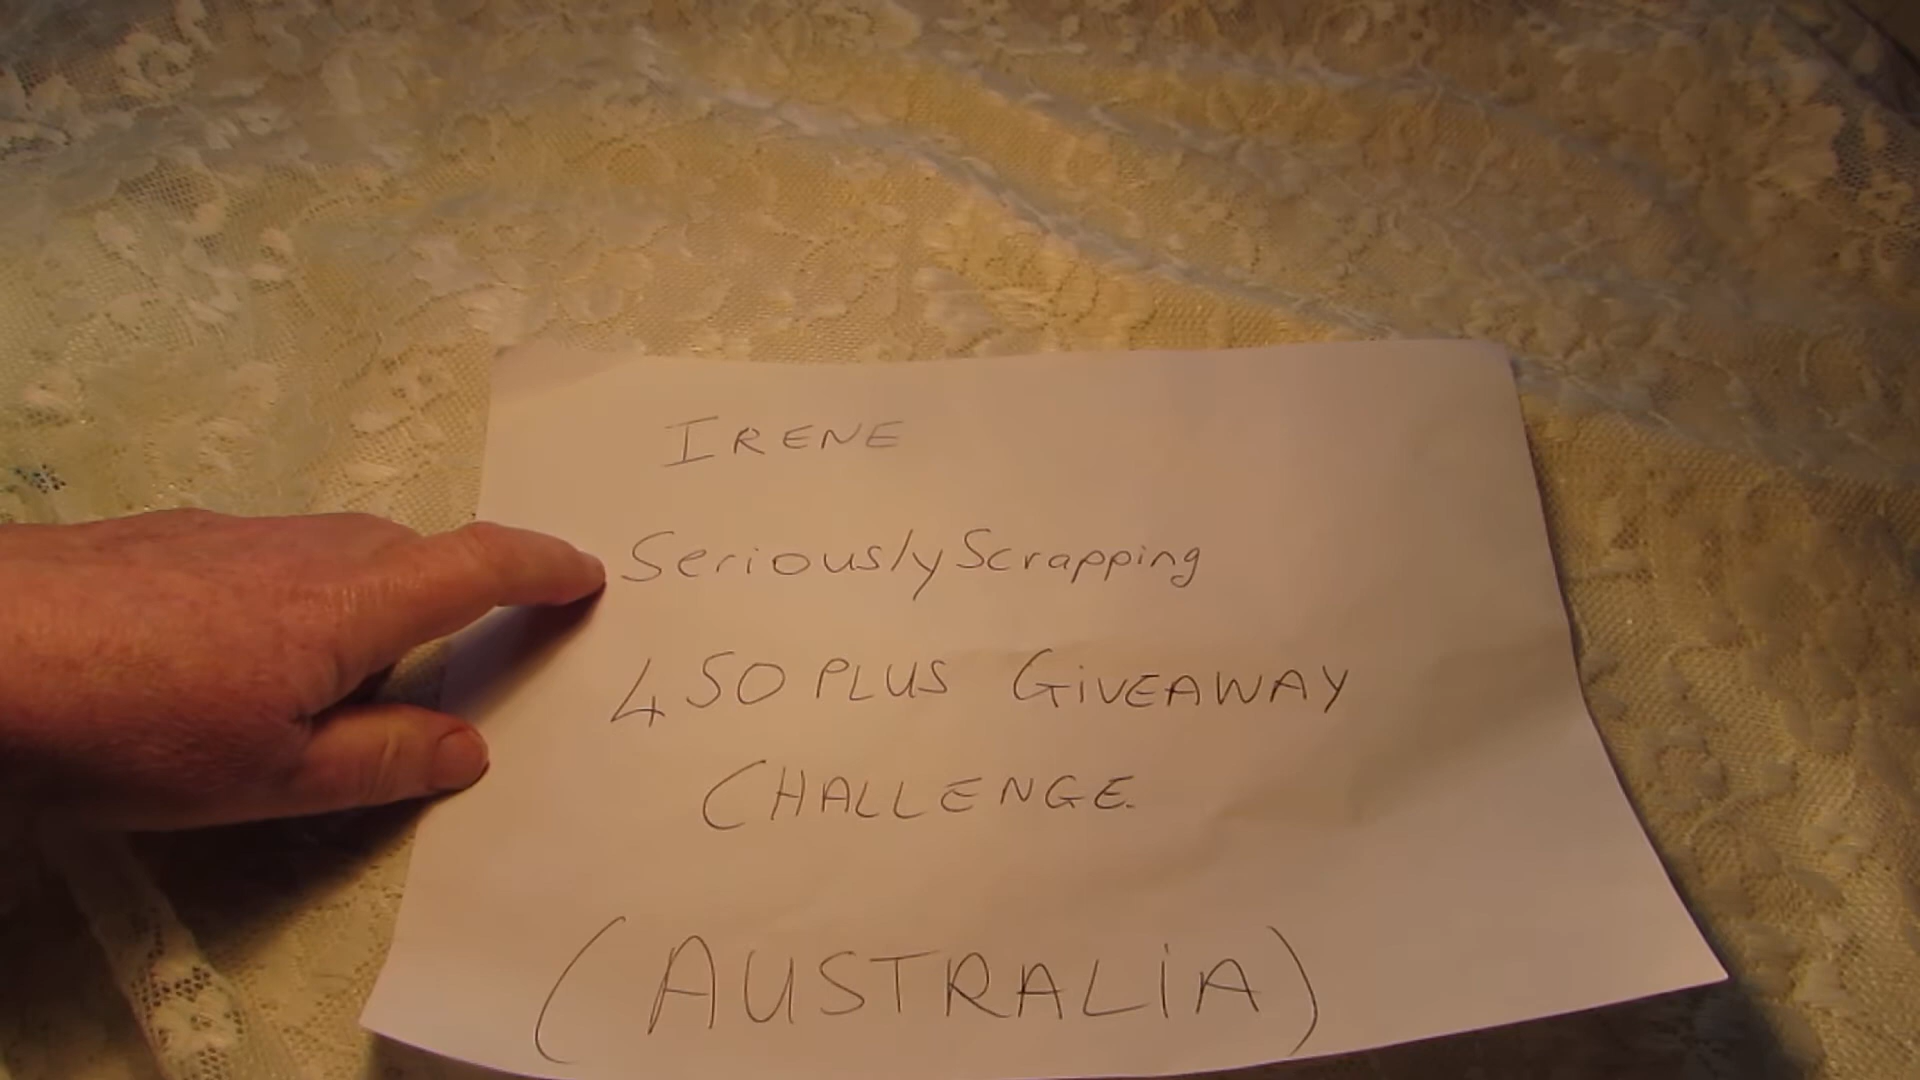 IRENE
SeriouslyScrapping
450 PLUS GiVEAWAY
CHALLENGE.
(AUSTRALiA)